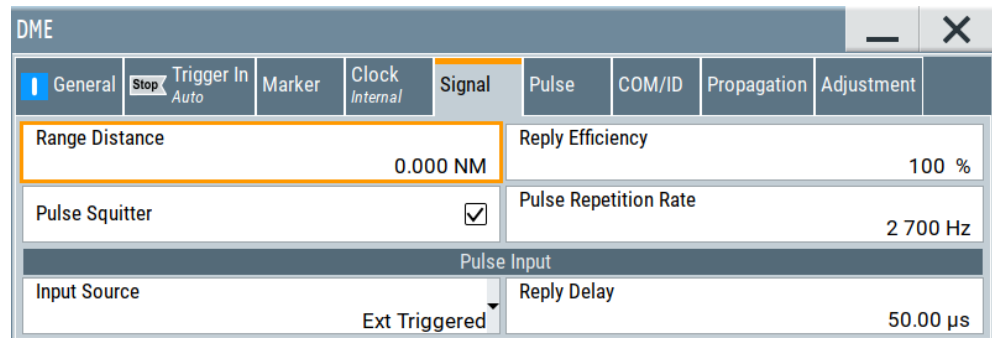 DME
General
Stop Trigger In
Auto
Marker
Clock
Internal
Signal
Pulse
COM/ID
Propagation
Adjustment
Range Distance
0.000 NM
Reply Efficiency
100 %
Pulse Squitter
Pulse Repetition Rate
2 700 Hz
Pulse Input
Input Source
Ext Triggered
Reply Delay
50.00 µs